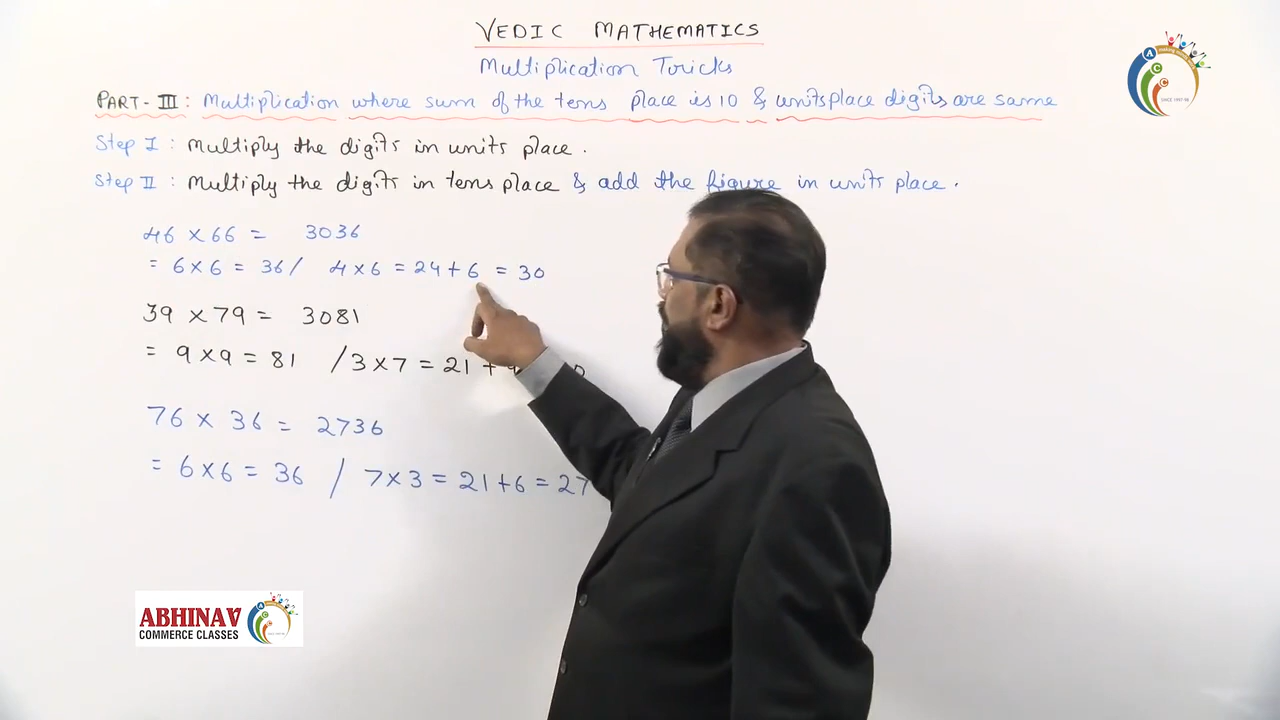 VEDIC MATHEMATICS
Multiplication Tricks
PART-III: Multiplication where sum of the tens place is 10 & units place digits are same
Step I : Multiply the digits in units place.
Step II : Multiply the digits in tens place & add the figure in units place.
46 × 66 = 3036
= 6×6 = 36/ 4×6 = 24+6 = 30
39 × 79 = 3081
= 9×9 = 81 /3×7 = 21 +
76 × 36 = 2736
= 6×6 = 36 / 7×3 = 21+6 = 27
ABHINAV
COMMERCE CLASSES
SINCE 1997-98